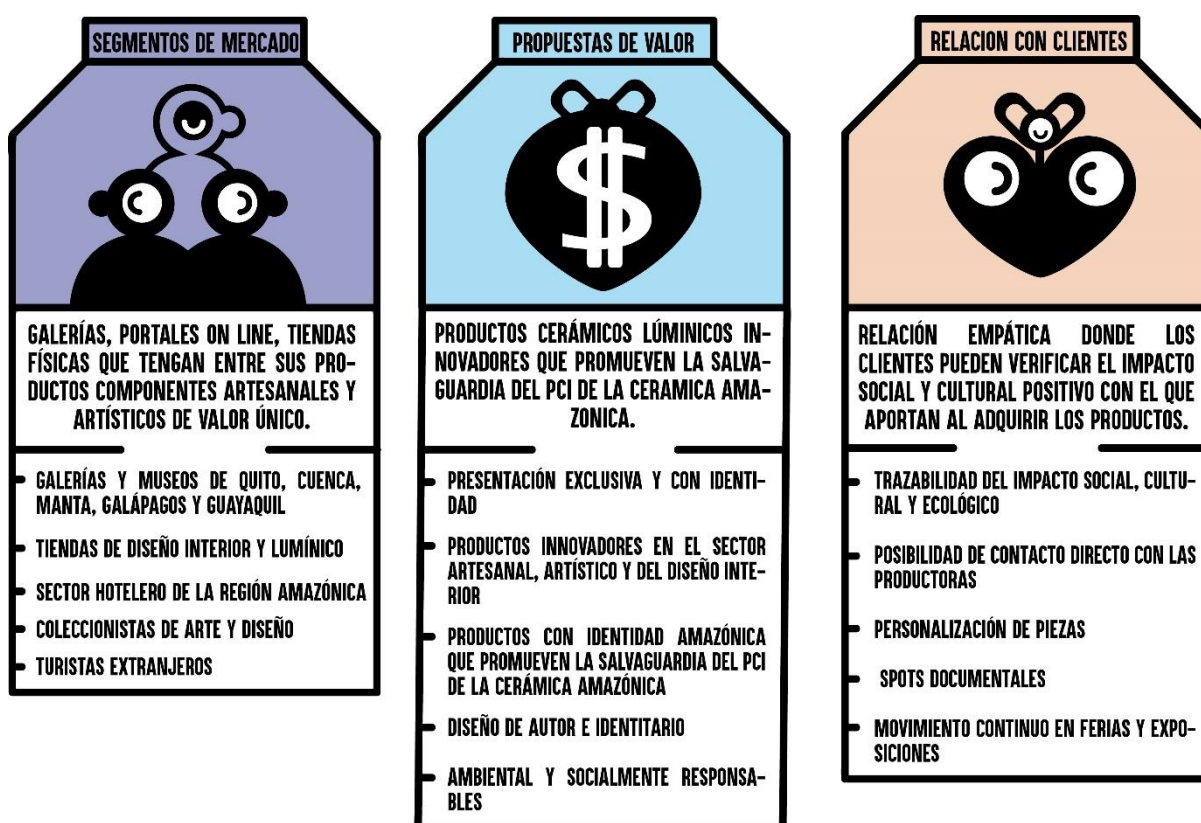 SEGMENTOS DE MERCADO
GALERÍAS, PORTALES ON LINE, TIENDAS
FÍSICAS QUE TENGAN ENTRE SUS PRO-
DUCTOS COMPONENTES ARTESANALES Y
ARTÍSTICOS DE VALOR ÚNICO.
GALERÍAS Y MUSEOS DE QUITO, CUENCA,
MANTA, GALÁPAGOS Y GUAYAQUIL
TIENDAS DE DISEÑO INTERIOR Y LUMÍNICO
SECTOR HOTELERO DE LA REGIÓN AMAZÓNICA
COLECCIONISTAS DE ARTE Y DISEÑO
TURISTAS EXTRANJEROS
PROPUESTAS DE VALOR
$
PRODUCTOS CERÁMICOS LÚMINICOS IN-
NOVADORES QUE PROMUEVEN LA SALVA-
GUARDIA DEL PCI DE LA CERAMICA AMA-
ZONICA.
PRESENTACIÓN EXCLUSIVA Y CON IDENTI-
DAD
PRODUCTOS INNOVADORES EN EL SECTOR
ARTESANAL, ARTÍSTICO Y DEL DISEÑO INTE-
RIOR
PRODUCTOS CON IDENTIDAD AMAZÓNICA
QUE PROMUEVEN LA SALVAGUARDIA DEL PCI
DE LA CERÁMICA AMAZÓNICA
DISEÑO DE AUTOR E IDENTITARIO
AMBIENTAL Y SOCIALMENTE RESPONSA-
BLES
RELACION CON CLIENTES
RELACIÓN EMPÁTICA DONDE LOS
CLIENTES PUEDEN VERIFICAR EL IMPACTO
SOCIAL Y CULTURAL POSITIVO CON EL QUE
APORTAN AL ADQUIRIR LOS PRODUCTOS.
TRAZABILIDAD DEL IMPACTO SOCIAL, CULTU-
RAL Y ECOLÓGICO
POSIBILIDAD DE CONTACTO DIRECTO CON LAS
PRODUCTORAS
PERSONALIZACIÓN DE PIEZAS
SPOTS DOCUMENTALES
MOVIMIENTO CONTINUO EN FERIAS Y EXPO-
SICIONES